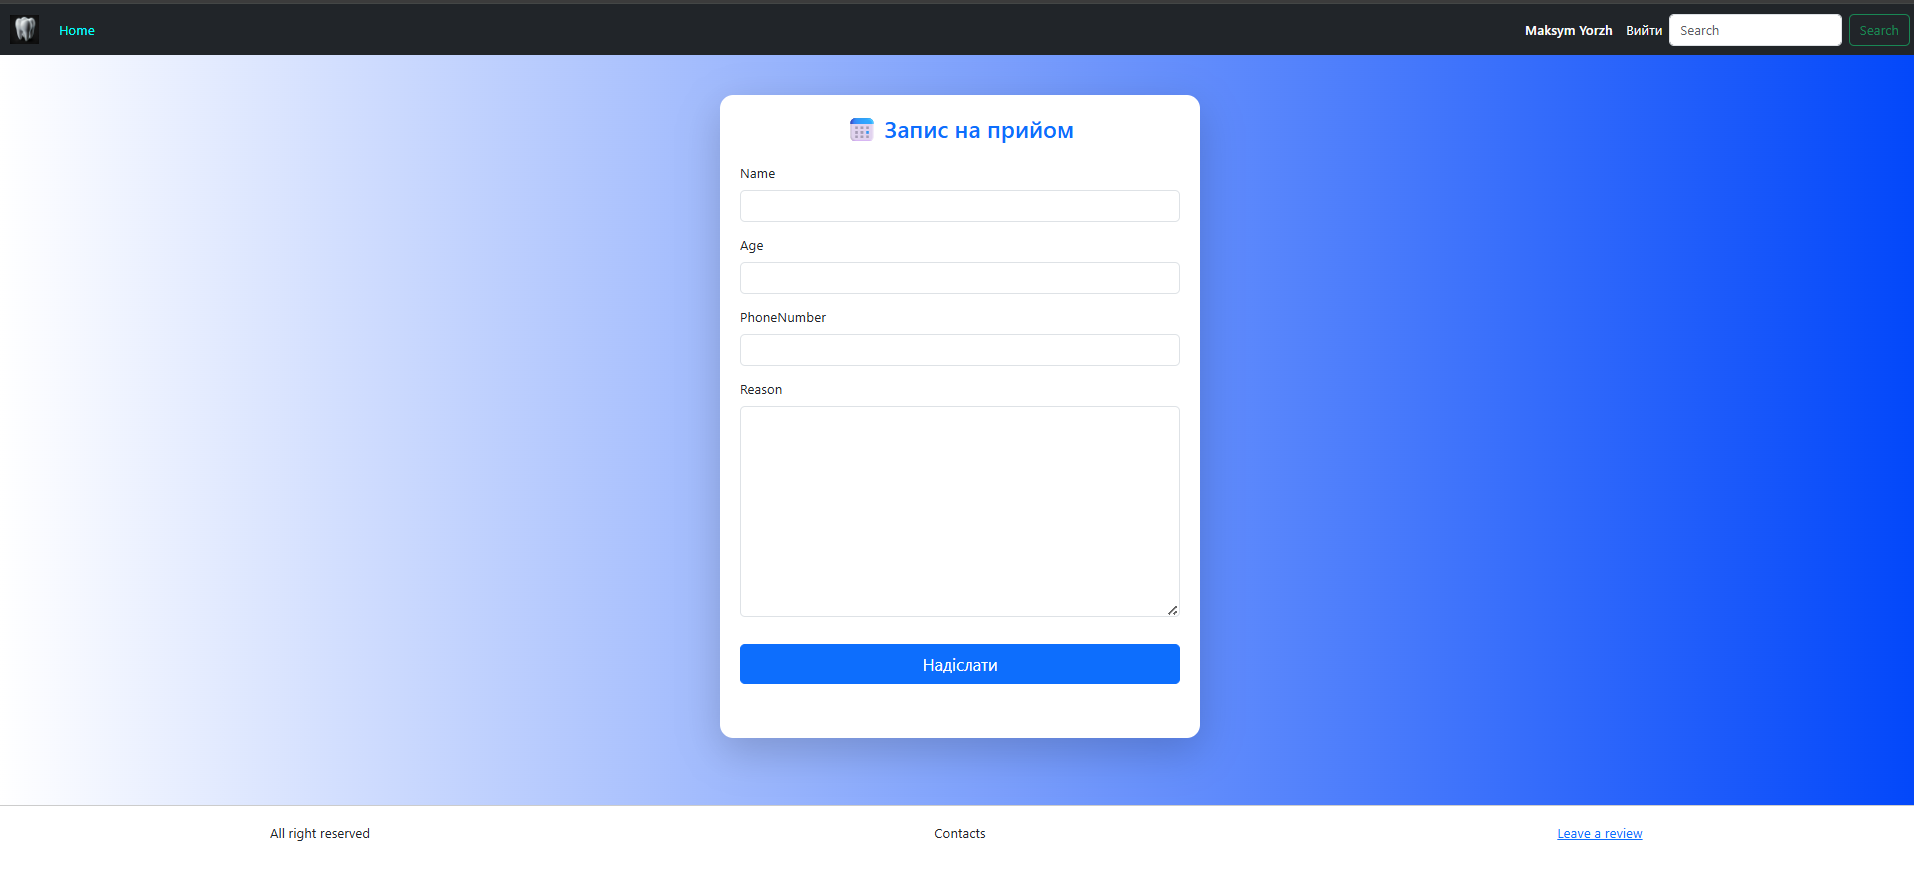 Home
Maksym Yorzh Выйти Search Search
Запис на прийом
Name
Age
PhoneNumber
Reason
Надіслати
All right reserved
Contacts
Leave a review